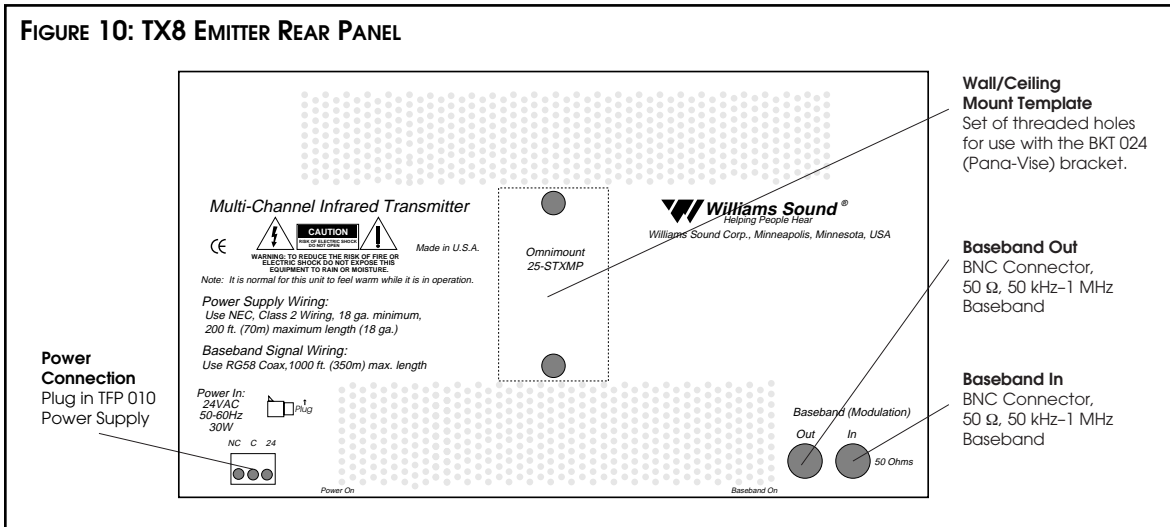 FIGURE 10: TX8 EMITTER REAR PANEL
Wall/Ceiling
Mount Template
Set of threaded holes
for use with the BKT 024
(Pana-Vise) bracket.
Multi-Channel Infrared Transmitter
CAUTION
RISK OF ELECTRIC SHOCK
DO NOT OPEN
CE
Made in U.S.A.
WARNING: TO REDUCE THE RISK OF FIRE OR
ELECTRIC SHOCK DO NOT EXPOSE THIS
EQUIPMENT TO RAIN OR MOISTURE.
Note: It is normal for this unit to feel warm while it is in operation.
Omnimount
25-STXMP
Williams Sound ®
Helping People Hear
Williams Sound Corp., Minneapolis, Minnesota, USA
Power Supply Wiring:
Use NEC, Class 2 Wiring, 18 ga. minimum,
200 ft. (70m) maximum length (18 ga.)
Baseband Signal Wiring:
Use RG58 Coax,1000 ft. (350m) max. length
Baseband Out
BNC Connector,
50 Ω, 50 kHz–1 MHz
Baseband
Power
Connection
Plug in TFP 010
Power Supply
Power In:
24VAC
50-60Hz
30W
Plug
NC C 24
Power On
Baseband (Modulation)
Out In
50 Ohms
Baseband On
Baseband In
BNC Connector,
50 Ω, 50 kHz–1 MHz
Baseband